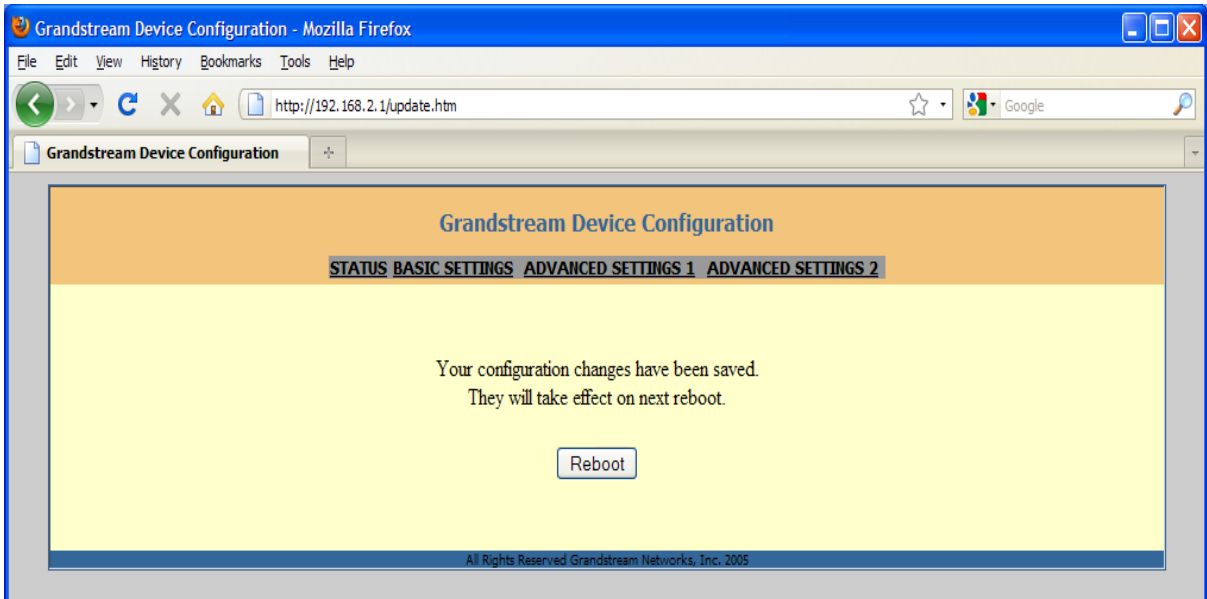 Grandstream Device Configuration - Mozilla Firefox
File Edit View History Bookmarks Tools Help
http://192.168.2.1/update.htm
Google
Grandstream Device Configuration
Grandstream Device Configuration
STATUS BASIC SETTINGS ADVANCED SETTINGS 1 ADVANCED SETTINGS 2
Your configuration changes have been saved.
They will take effect on next reboot.
Reboot
All Rights Reserved Grandstream Networks, Inc. 2005